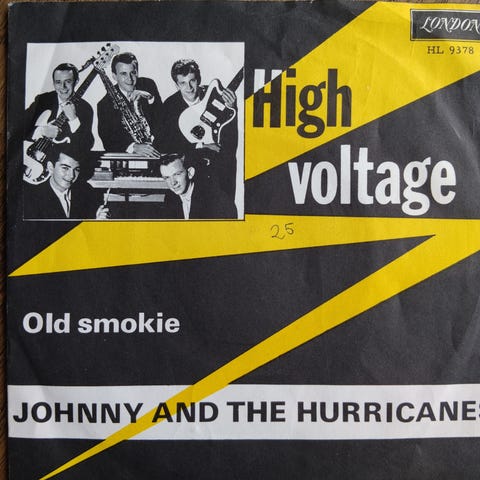 LONDON
HL 9378
High
voltage
25
Old smokie
JOHNNY AND THE HURRICANES